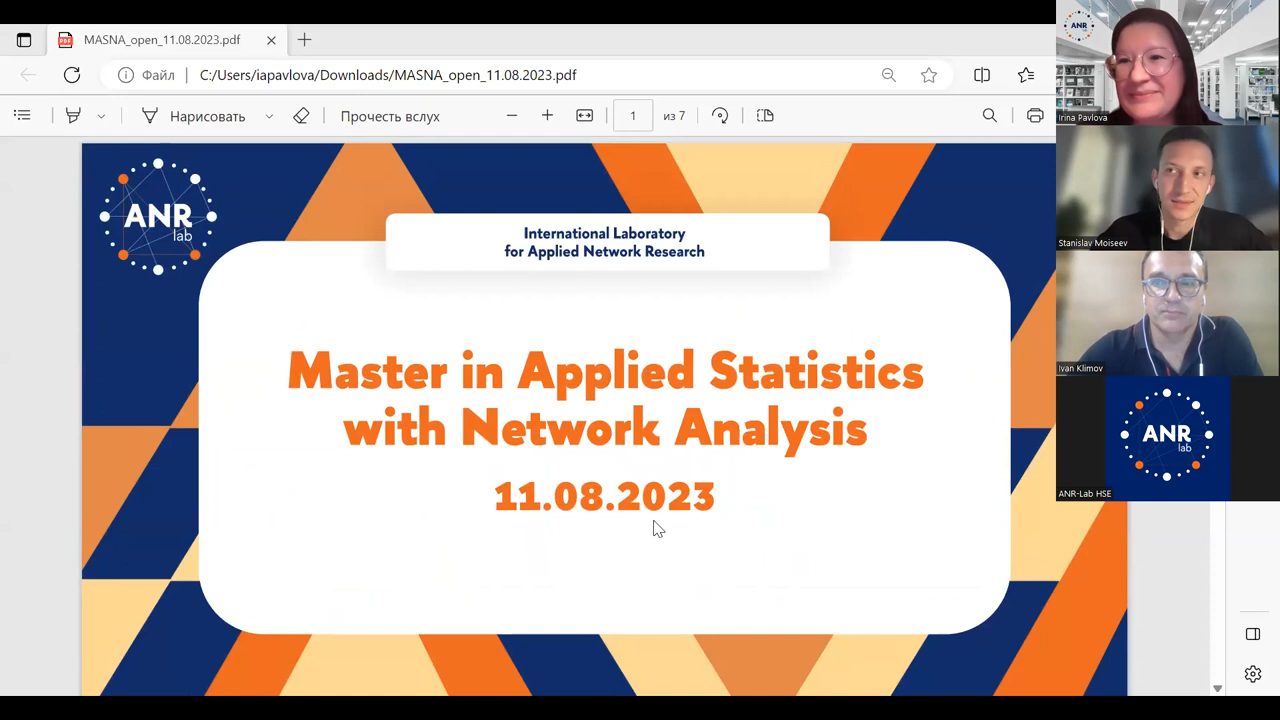 MASNA_open_11.08.2023.pdf
Файл
C:/Users/iapavlova/Downloads/MASNA_open_11.08.2023.pdf
Нарисовать
Прочесть вслух
1
из 7
ANR
lab
International Laboratory
for Applied Network Research
Master in Applied Statistics
with Network Analysis
11.08.2023
ANR
Irina Pavlova
Stanislav Moiseev
Ivan Klimov
ANR
lab
ANR-Lab HSE